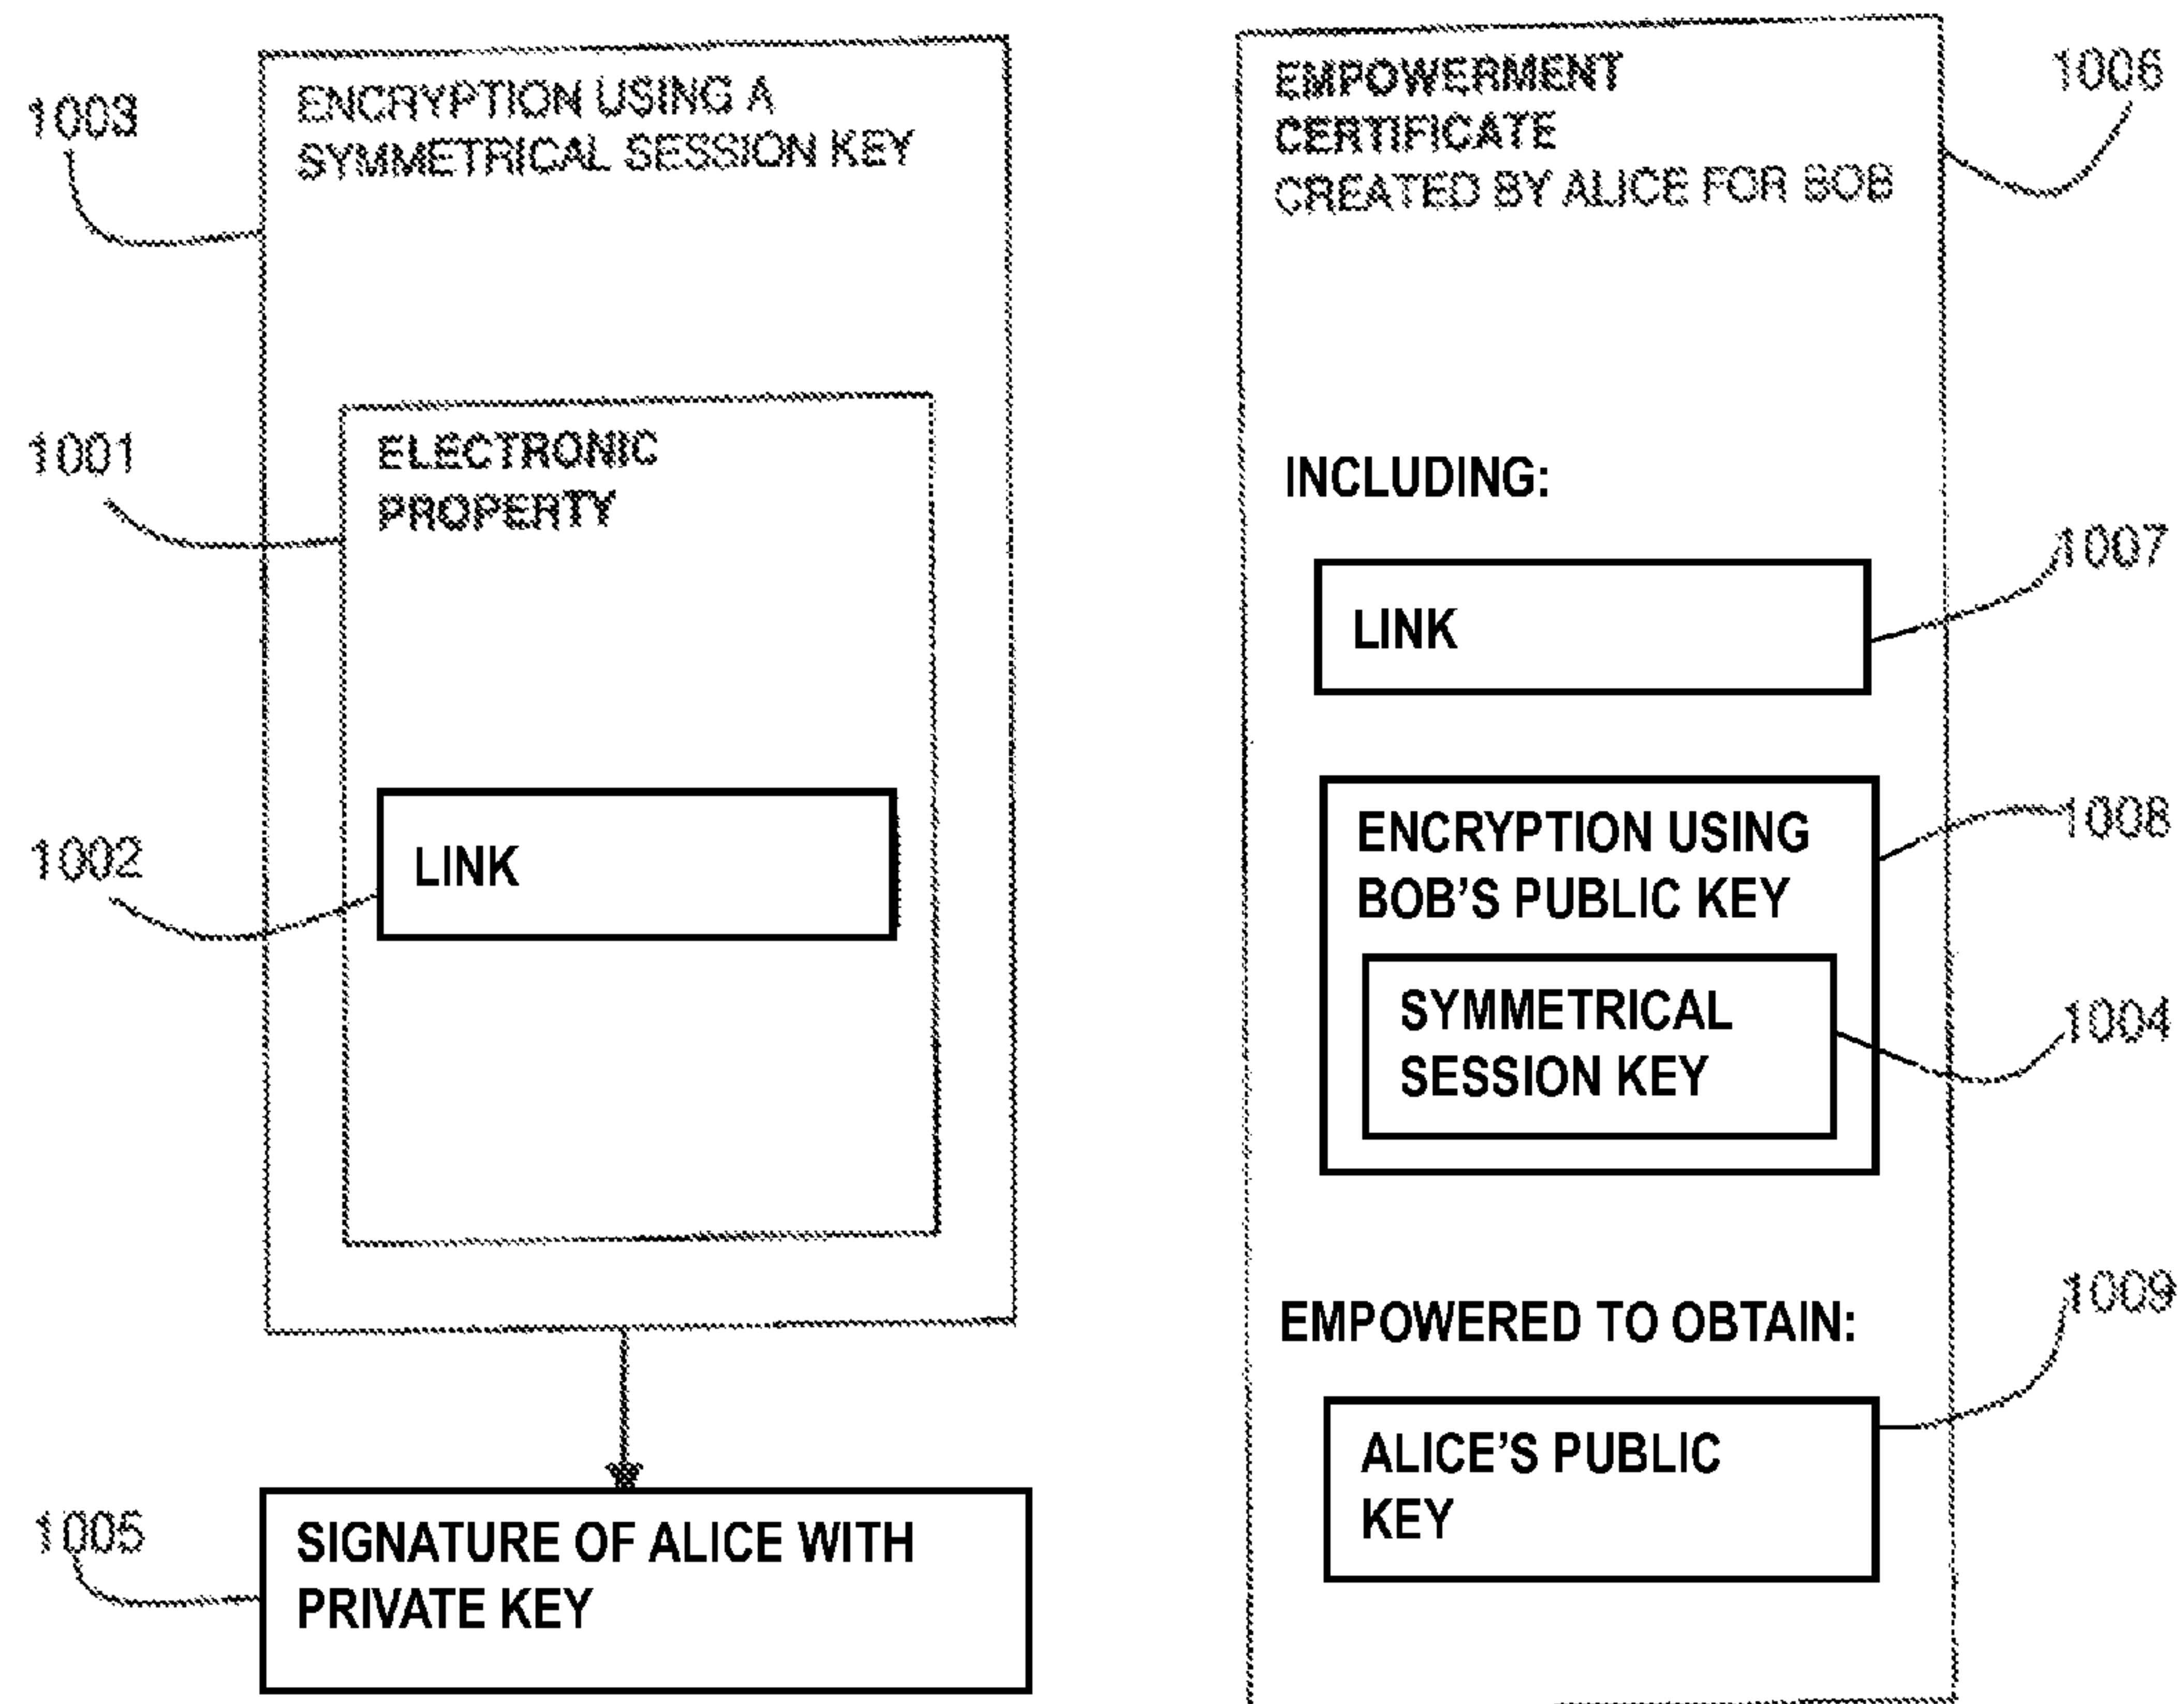 1003
ENCRYPTION USING A
SYMMETRICAL SESSION KEY
1001
ELECTRONIC
PROPERTY
1002
LINK
1005
SIGNATURE OF ALICE WITH
PRIVATE KEY
EMPOWERMENT
CERTIFICATE
CREATED BY ALICE FOR BOB
1006
INCLUDING:
1007
LINK
ENCRYPTION USING
BOB'S PUBLIC KEY
1008
SYMMETRICAL
SESSION KEY
1004
EMPOWERED TO OBTAIN:
1009
ALICE'S PUBLIC
KEY